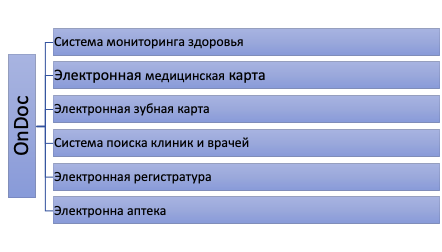 OnDoc
Система мониторинга здоровья
Электронная медицинская карта
Электронная зубная карта
Система поиска клиник и врачей
Электронная регистратура
Электронна аптека